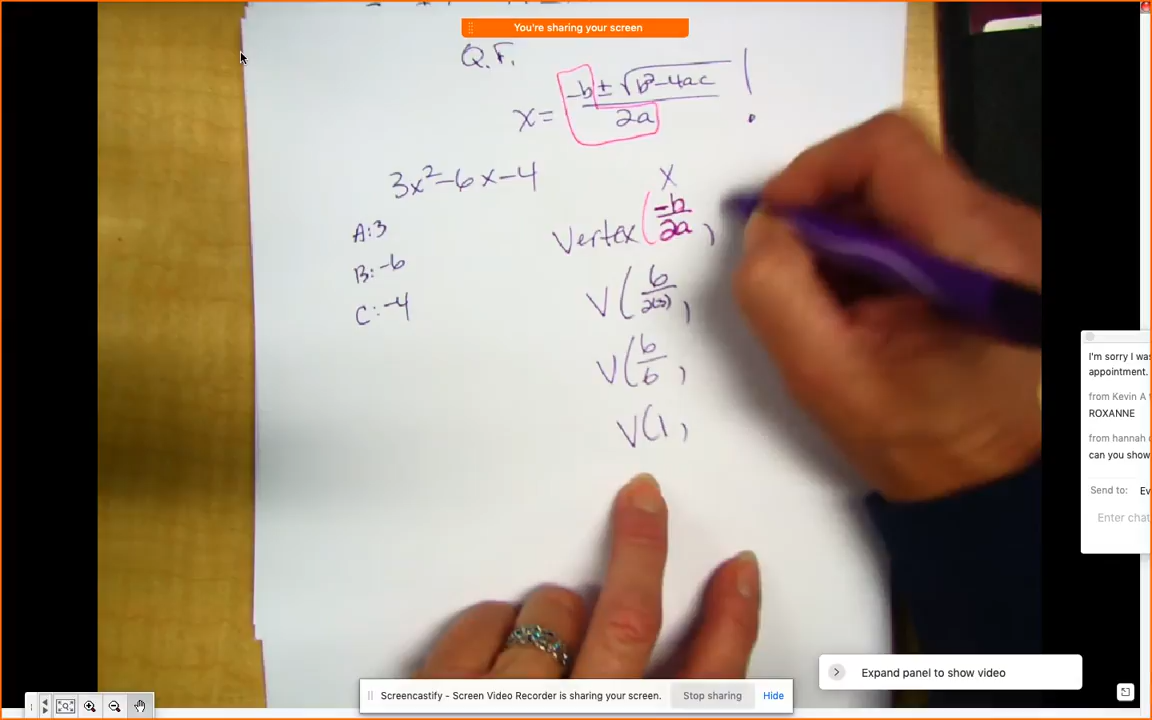 You're sharing your screen
Q.F.
x = -b ± √b²-4ac / 2a !
3x²-6x-4
A:3
B:-6
C:-4
x
Vertex (-b/2a, )
V(6/2(3),
V(6/6,
V(1,
I'm sorry I was
appointment.
from Kevin A
ROXANNE
from hannah
can you show
Send to:
Enter chat
Expand panel to show video
Screencastify - Screen Video Recorder is sharing your screen.
Stop sharing
Hide